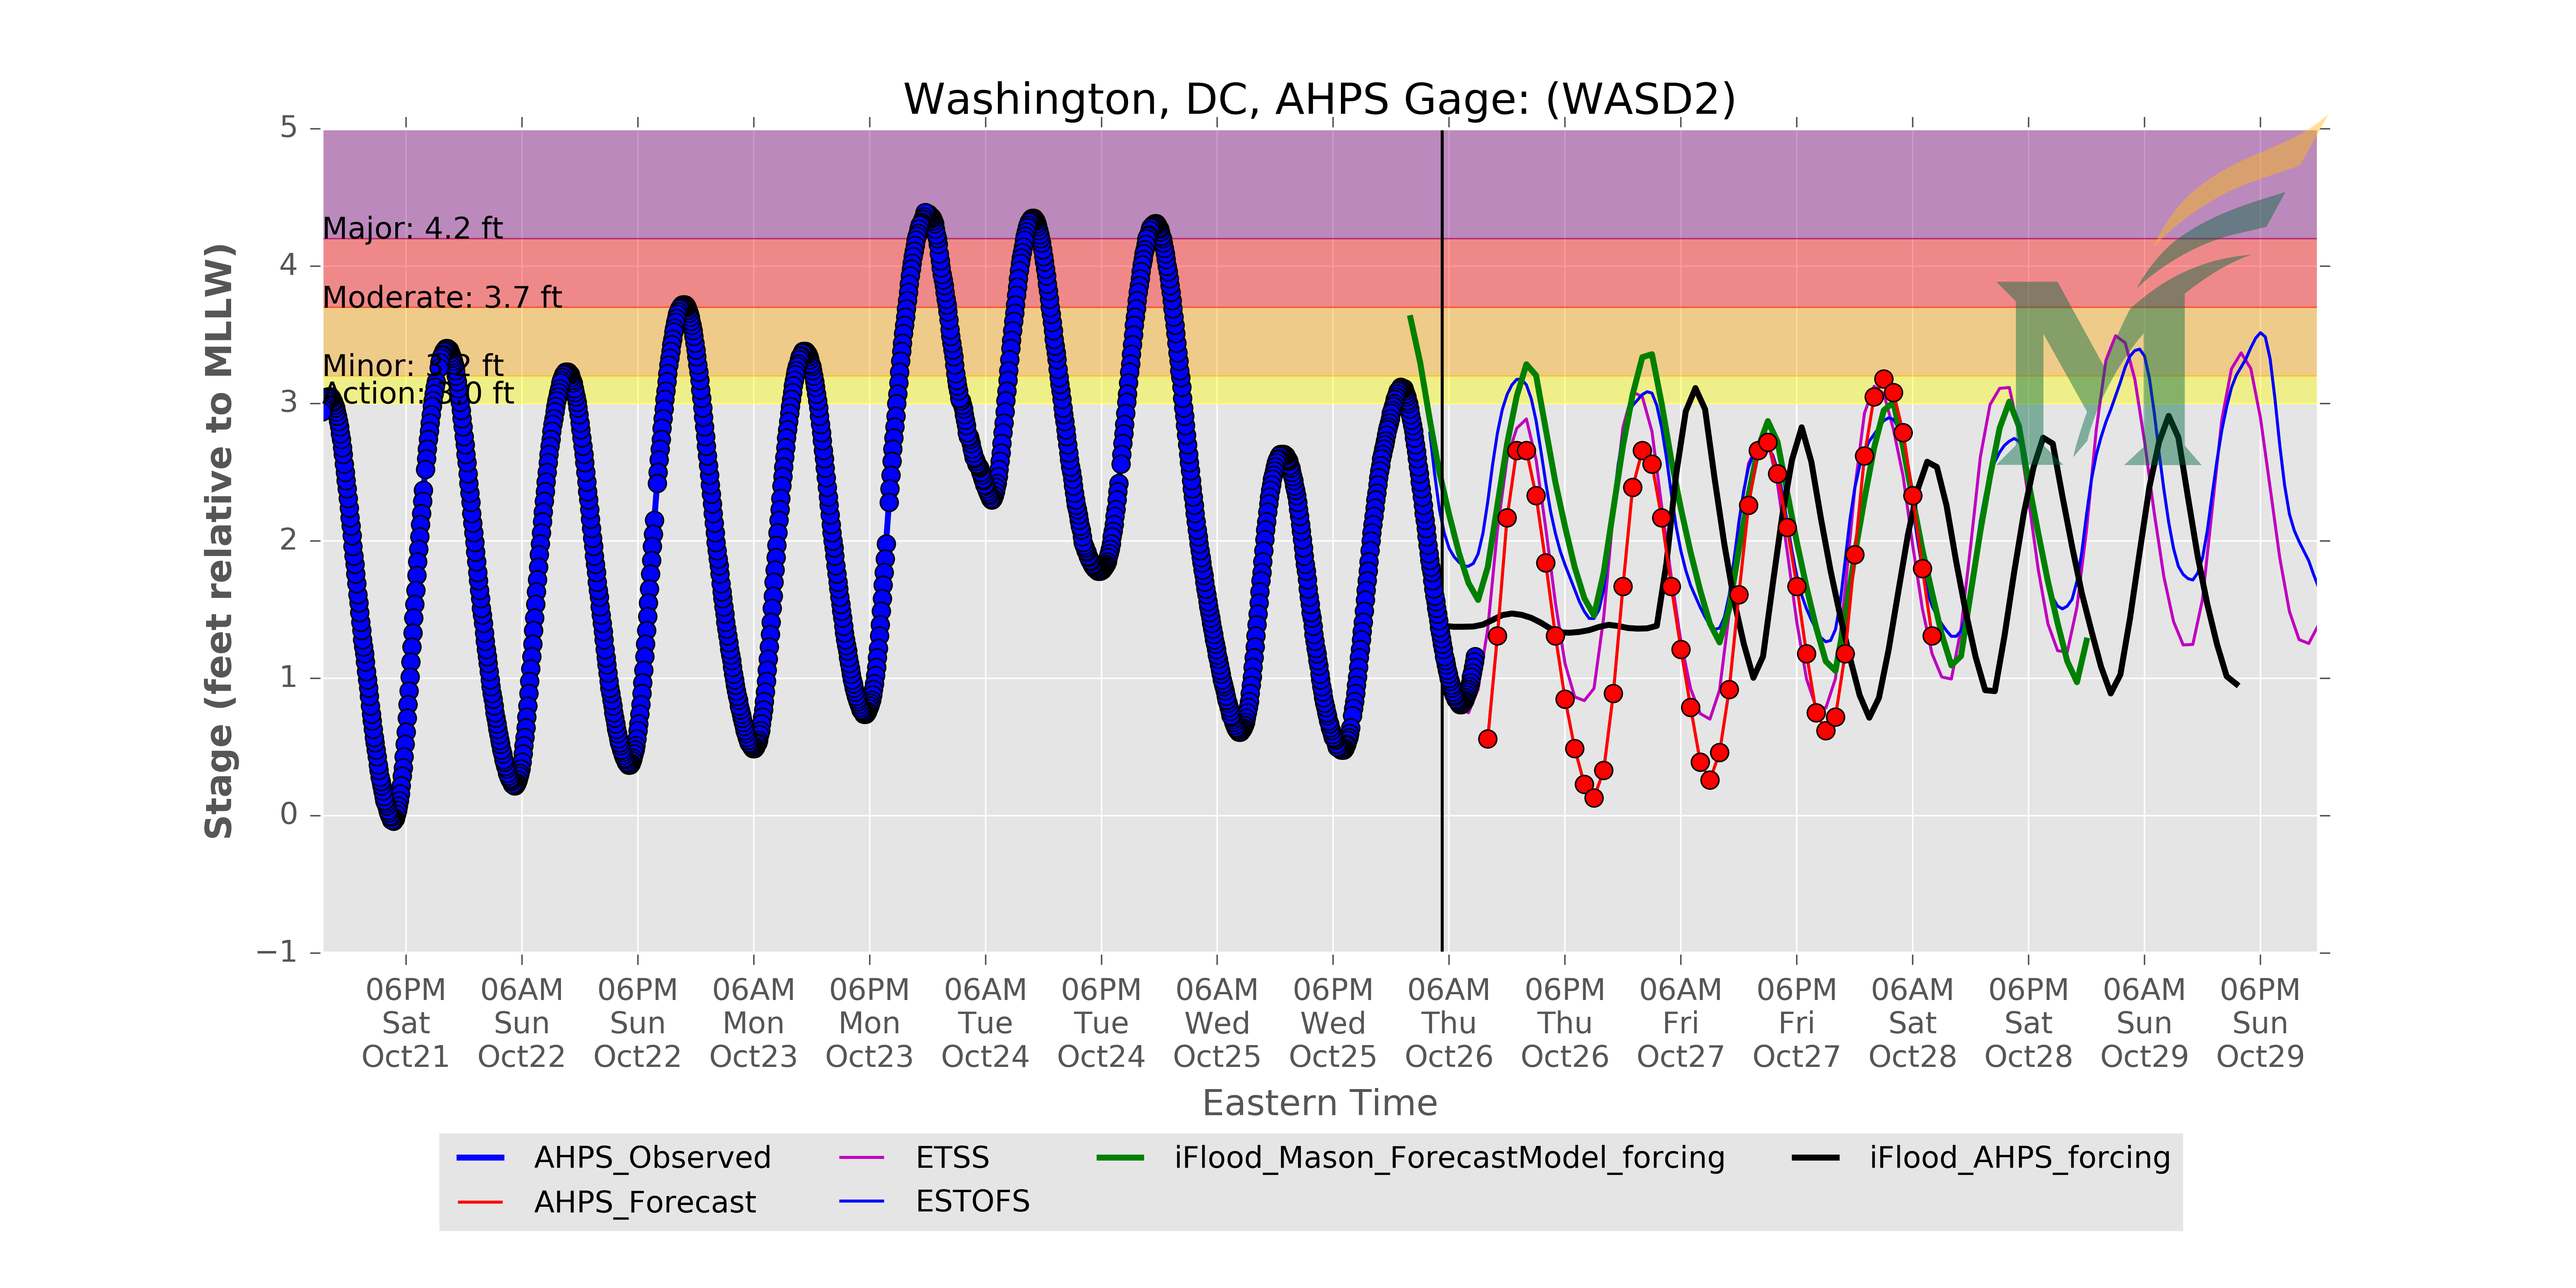 Washington, DC, AHPS Gage: (WASD2)
Stage (feet relative to MLLW)
5
4
3
2
1
0
−1
Major: 4.2 ft
Moderate: 3.7 ft
Minor: 3.2 ft
Action: 3.0 ft
06PM 06AM 06PM 06AM 06PM 06AM 06PM 06AM 06PM 06AM 06PM 06AM 06PM 06AM 06PM 06AM 06PM
Sat Sun Sun Mon Mon Tue Tue Wed Wed Thu Thu Fri Fri Sat Sat Sun Sun
Oct21 Oct22 Oct22 Oct23 Oct23 Oct24 Oct24 Oct25 Oct25 Oct26 Oct26 Oct27 Oct27 Oct28 Oct28 Oct29 Oct29
Eastern Time
AHPS_Observed ETSS iFlood_Mason_ForecastModel_forcing iFlood_AHPS_forcing
AHPS_Forecast ESTOFS